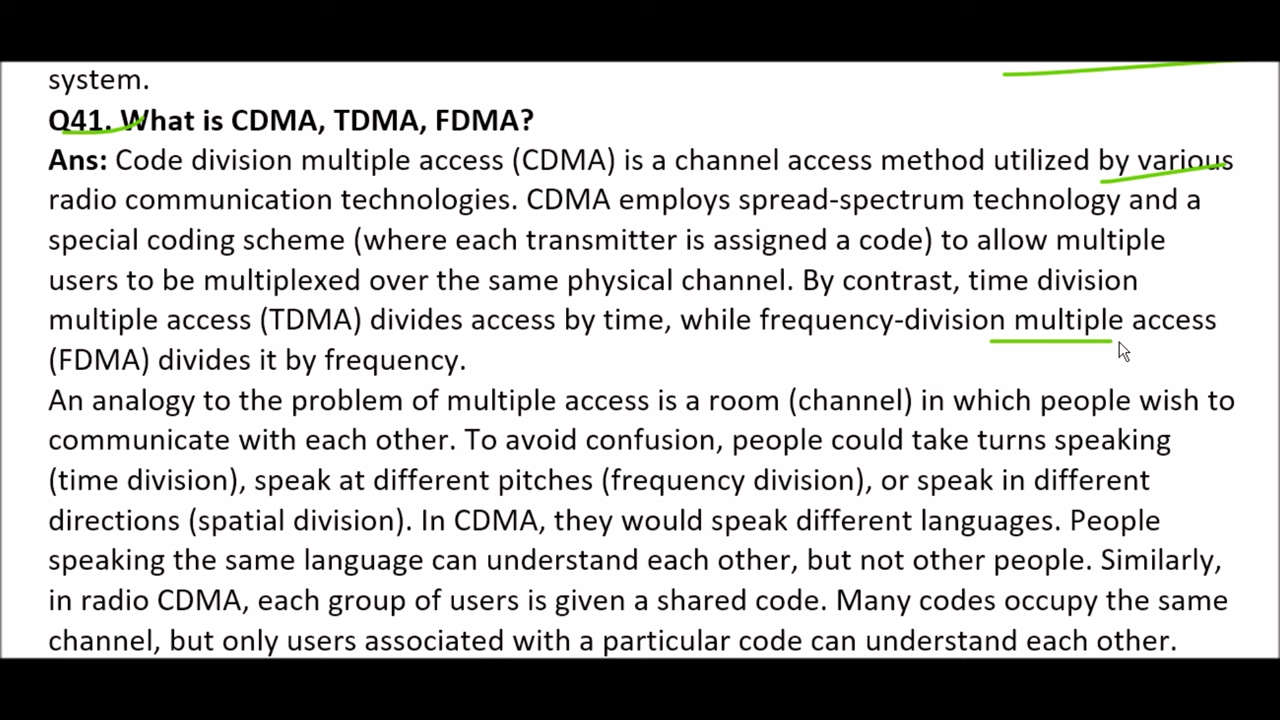 system.
Q41. What is CDMA, TDMA, FDMA?
Ans: Code division multiple access (CDMA) is a channel access method utilized by various
radio communication technologies. CDMA employs spread-spectrum technology and a
special coding scheme (where each transmitter is assigned a code) to allow multiple
users to be multiplexed over the same physical channel. By contrast, time division
multiple access (TDMA) divides access by time, while frequency-division multiple access
(FDMA) divides it by frequency.
An analogy to the problem of multiple access is a room (channel) in which people wish to
communicate with each other. To avoid confusion, people could take turns speaking
(time division), speak at different pitches (frequency division), or speak in different
directions (spatial division). In CDMA, they would speak different languages. People
speaking the same language can understand each other, but not other people. Similarly,
in radio CDMA, each group of users is given a shared code. Many codes occupy the same
channel, but only users associated with a particular code can understand each other.